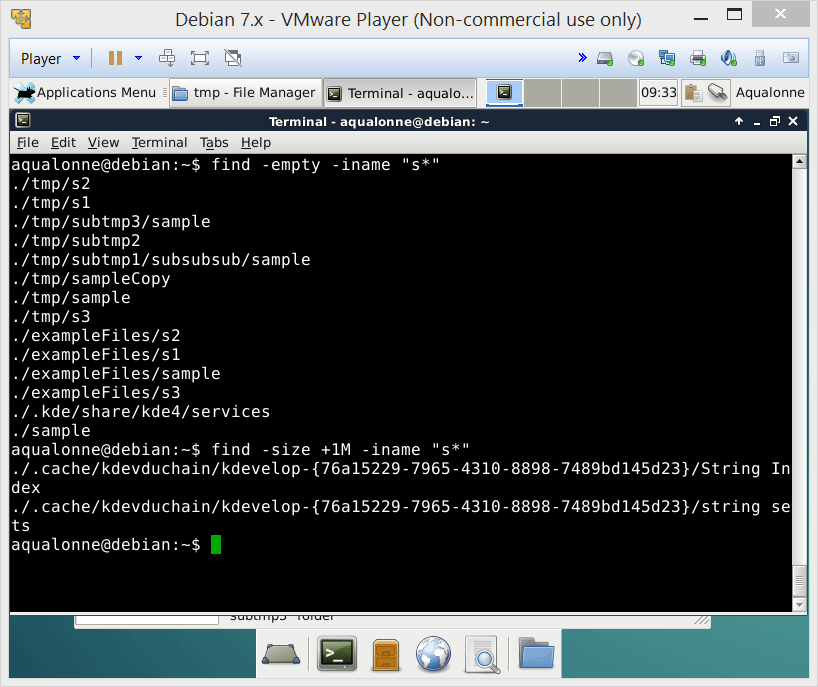 Debian 7.x - VMware Player (Non-commercial use only)
Player
Applications Menu
tmp - File Manager
Terminal - aqualo...
09:33
Aqualonne
Terminal - aqualonne@debian: ~
File Edit View Terminal Tabs Help
aqualonne@debian:~$ find -empty -iname "s*"
./tmp/s2
./tmp/s1
./tmp/subtmp3/sample
./tmp/subtmp2
./tmp/subtmp1/subsubsub/sample
./tmp/sampleCopy
./tmp/sample
./tmp/s3
./exampleFiles/s2
./exampleFiles/s1
./exampleFiles/sample
./exampleFiles/s3
./.kde/share/kde4/services
./sample
aqualonne@debian:~$ find -size +1M -iname "s*"
./.cache/kdevduchain/kdevelop-{76a15229-7965-4310-8898-7489bd145d23}/String In
dex
./.cache/kdevduchain/kdevelop-{76a15229-7965-4310-8898-7489bd145d23}/string se
ts
aqualonne@debian:~$
"subtmp3" folder